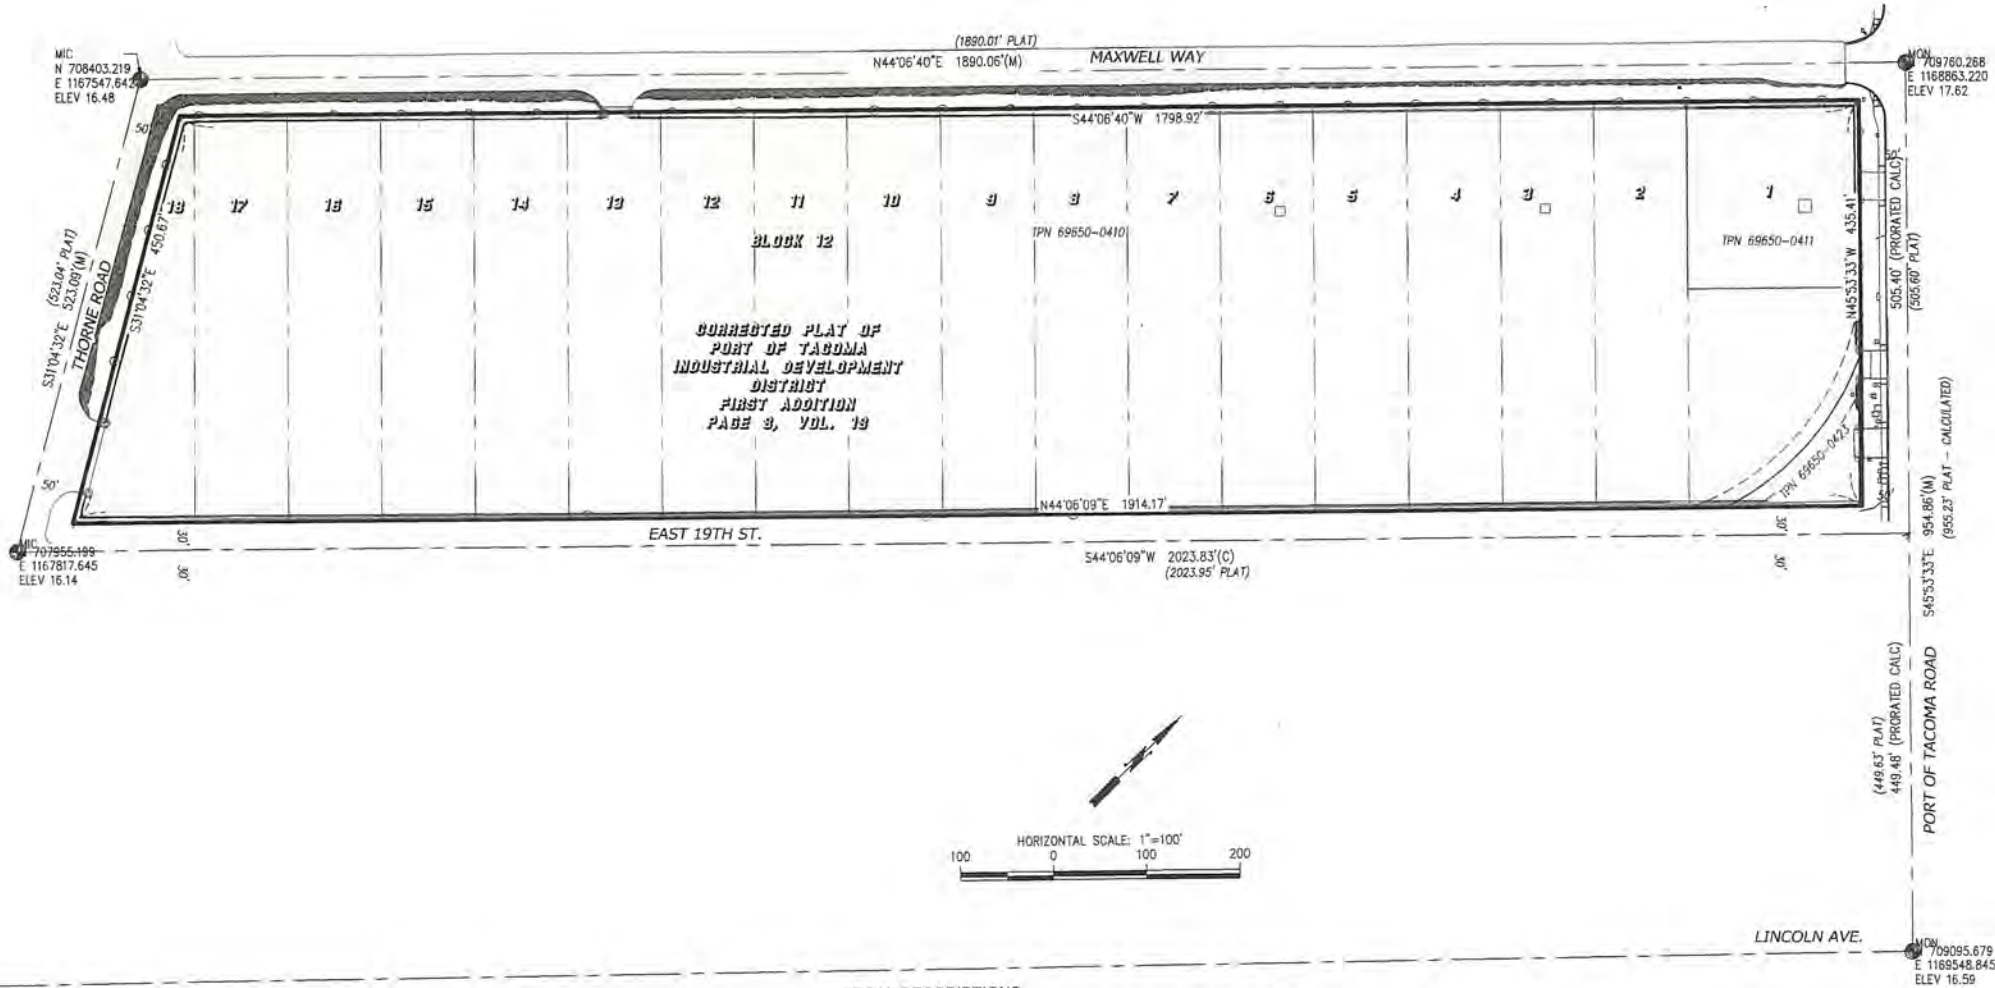 (1890.01' PLAT)
N44°06'40"E 1890.06'(M)
MAXWELL WAY
MIC
N 708403.219
E 1167547.642
ELEV 16.48
MON
709760.268
E 1168863.220
ELEV 17.62
S44°06'40"W 1798.92'
50'
55'
18
17
16
15
14
13
12
11
10
9
8
7
6
5
4
3
2
1
BLOCK 12
TPN 69650-0410
TPN 69650-0411
(523.04' PLAT)
S31°04'32"E 523.09'(M)
THORNE ROAD
S31°04'32"E 450.67'
N45°53'33"W 435.41'
505.40' (PRORATED CALC)
(505.60' PLAT)
CORRECTED PLAT OF
PORT OF TACOMA
INDUSTRIAL DEVELOPMENT
DISTRICT
FIRST ADDITION
PAGE 3, VOL. 13
TPN 69650-0423
50'
50'
N44°06'09"E 1914.17'
EAST 19TH ST.
30'
30'
30'
30'
S44°06'09"W 2023.83'(C)
(2023.95' PLAT)
MIC
707955.199
E 1167817.645
ELEV 16.14
S45°53'33"E 954.86'(M)
(955.23' PLAT - CALCULATED)
(449.63' PLAT)
449.48' (PRORATED CALC)
PORT OF TACOMA ROAD
N
HORIZONTAL SCALE: 1"=100'
100 0 100 200
LINCOLN AVE.
MON
709095.679
E 1169548.845
ELEV 16.59